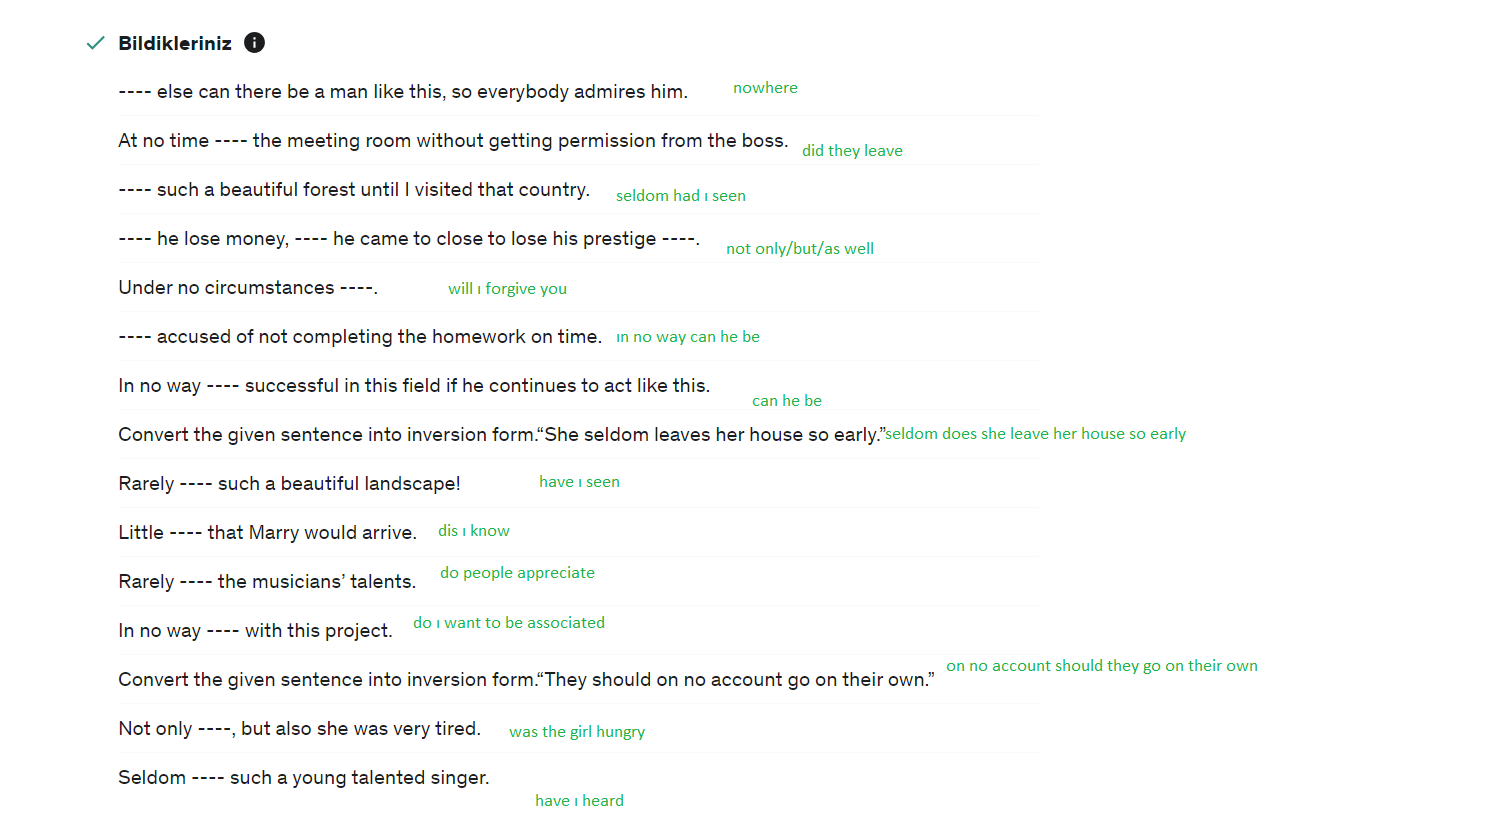 Bildikleriniz
---- else can there be a man like this, so everybody admires him. nowhere
At no time ---- the meeting room without getting permission from the boss. did they leave
---- such a beautiful forest until I visited that country. seldom had ı seen
---- he lose money, ---- he came to close to lose his prestige ----. not only/but/as well
Under no circumstances ----. will ı forgive you
---- accused of not completing the homework on time. ın no way can he be
In no way ---- successful in this field if he continues to act like this. can he be
Convert the given sentence into inversion form.“She seldom leaves her house so early.” seldom does she leave her house so early
Rarely ---- such a beautiful landscape! have ı seen
Little ---- that Marry would arrive. dis ı know
Rarely ---- the musicians’ talents. do people appreciate
In no way ---- with this project. do ı want to be associated
Convert the given sentence into inversion form.“They should on no account go on their own.” on no account should they go on their own
Not only ----, but also she was very tired. was the girl hungry
Seldom ---- such a young talented singer. have ı heard